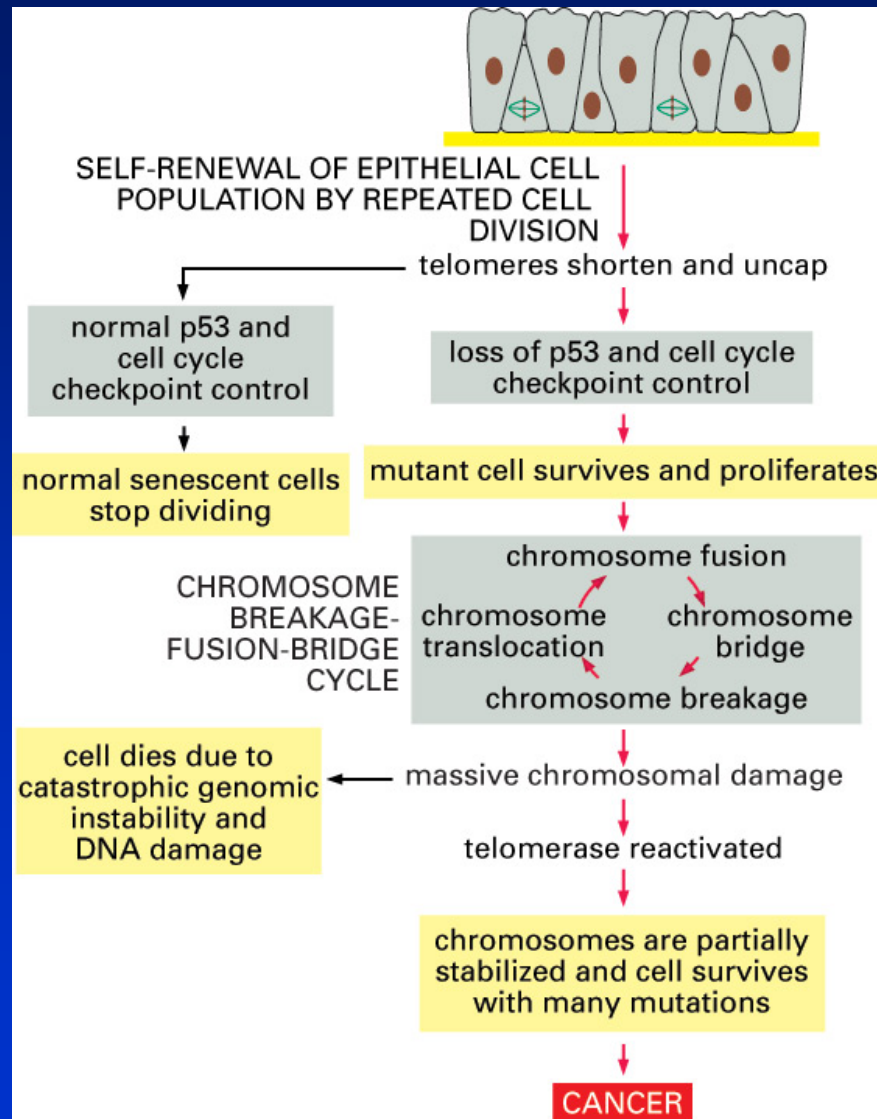 SELF-RENEWAL OF EPITHELIAL CELL
POPULATION BY REPEATED CELL
DIVISION
telomeres shorten and uncap
normal p53 and
cell cycle
checkpoint control
loss of p53 and cell cycle
checkpoint control
normal senescent cells
stop dividing
mutant cell survives and proliferates
CHROMOSOME
BREAKAGE-
FUSION-BRIDGE
CYCLE
chromosome fusion
chromosome
translocation
chromosome
bridge
chromosome breakage
cell dies due to
catastrophic genomic
instability and
DNA damage
massive chromosomal damage
telomerase reactivated
chromosomes are partially
stabilized and cell survives
with many mutations
CANCER